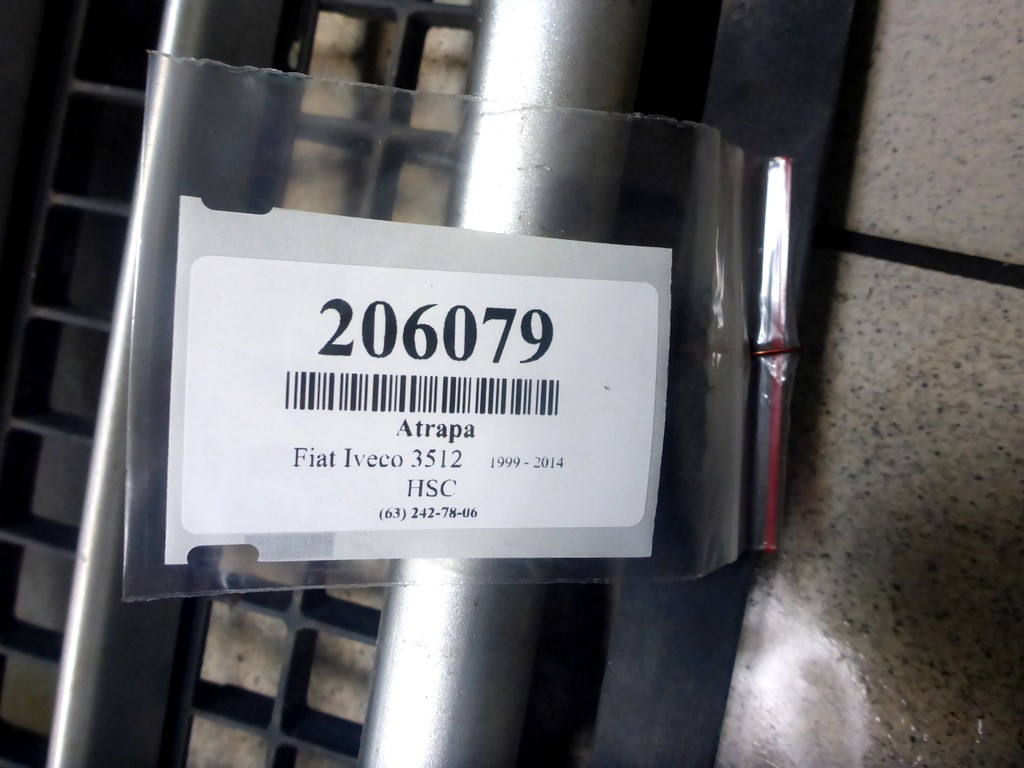 206079
Atrapa
Fiat Iveco 3512 1999 - 2014
HSC
(63) 242-78-06